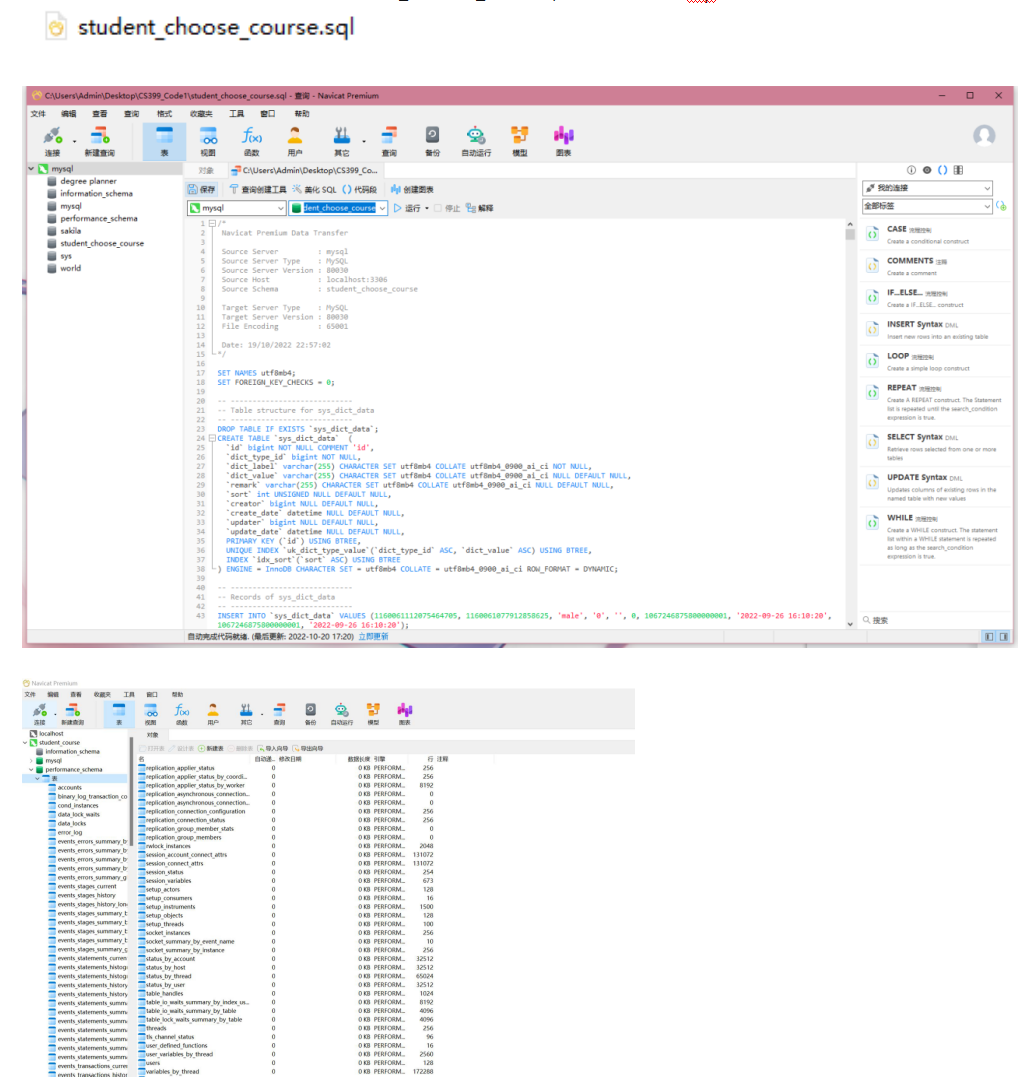 student_choose_course.sql
C:\Users\Admin\Desktop\CS399_Code1\student_choose_course.sql - 查询 - Navicat Premium
文件 编辑 查看 查询 格式 收藏夹 工具 窗口 帮助
连接 新建查询 表 视图 函数 用户 其它 查询 备份 自动运行 模型 图表
mysql
degree planner
information_schema
mysql
performance_schema
sakila
student_choose_course
sys
world
对象 C:\Users\Admin\Desktop\CS399_Co...
保存 查询创建工具 美化 SQL () 代码段 创建图表
mysql dent_choose_course 运行 停止 解释
1 /*
2 Navicat Premium Data Transfer
3
4 Source Server : mysql
5 Source Server Type : MySQL
6 Source Server Version : 80030
7 Source Host : localhost:3306
8 Source Schema : student_choose_course
9
10 Target Server Type : MySQL
11 Target Server Version : 80030
12 File Encoding : 65001
13
14 Date: 19/10/2022 22:57:02
15 */
16
17 SET NAMES utf8mb4;
18 SET FOREIGN_KEY_CHECKS = 0;
19
20 -- ----------------------------
21 -- Table structure for sys_dict_data
22 -- ----------------------------
23 DROP TABLE IF EXISTS `sys_dict_data`;
24 CREATE TABLE `sys_dict_data` (
25 `id` bigint NOT NULL COMMENT 'id',
26 `dict_type_id` bigint NOT NULL,
27 `dict_label` varchar(255) CHARACTER SET utf8mb4 COLLATE utf8mb4_0900_ai_ci NOT NULL,
28 `dict_value` varchar(255) CHARACTER SET utf8mb4 COLLATE utf8mb4_0900_ai_ci NULL DEFAULT NULL,
29 `remark` varchar(255) CHARACTER SET utf8mb4 COLLATE utf8mb4_0900_ai_ci NULL DEFAULT NULL,
30 `sort` int UNSIGNED NULL DEFAULT NULL,
31 `creator` bigint NULL DEFAULT NULL,
32 `create_date` datetime NULL DEFAULT NULL,
33 `updater` bigint NULL DEFAULT NULL,
34 `update_date` datetime NULL DEFAULT NULL,
35 PRIMARY KEY (`id`) USING BTREE,
36 UNIQUE INDEX `uk_dict_type_value`(`dict_type_id` ASC, `dict_value` ASC) USING BTREE,
37 INDEX `idx_sort`(`sort` ASC) USING BTREE
38 ) ENGINE = InnoDB CHARACTER SET = utf8mb4 COLLATE = utf8mb4_0900_ai_ci ROW_FORMAT = DYNAMIC;
39
40 -- ----------------------------
41 -- Records of sys_dict_data
42 -- ----------------------------
43 INSERT INTO `sys_dict_data` VALUES (1160061112075464705, 1160061077912858625, 'male', '0', '', 0, 1067246875800000001, '2022-09-26 16:10:20',
1067246875800000001, '2022-09-26 16:10:20');
自动完成代码就绪. (最后更新: 2022-10-20 17:20) 立即更新
我的连接
全部标签
CASE 流程控制
Create a conditional construct
COMMENTS 注释
Create a comment
IF...ELSE... 流程控制
Create a IF...ELSE... construct
INSERT Syntax DML
Insert new rows into an existing table
LOOP 流程控制
Create a simple loop construct
REPEAT 流程控制
Create A REPEAT construct. The Statement
list is repeated until the search_condition
expression is true.
SELECT Syntax DML
Retrieve rows selected from one or more
tables
UPDATE Syntax DML
Updates columns of existing rows in the
named table with new values
WHILE 流程控制
Create a WHILE construct. The statement
list within a WHILE statement is repeated
as long as the search_condition
expression is true.
搜索
Navicat Premium
文件 编辑 查看 收藏夹 工具 窗口 帮助
连接 新建查询 表 视图 函数 用户 其它 查询 备份 自动运行 模型 图表
localhost
student_course
information_schema
mysql
performance_schema
表
accounts
binary_log_transaction_co
cond_instances
data_lock_waits
data_locks
error_log
events_errors_summary_b
events_errors_summary_b
events_errors_summary_b
events_errors_summary_b
events_errors_summary_g
events_stages_current
events_stages_history
events_stages_history_lon
events_stages_summary_b
events_stages_summary_b
events_stages_summary_b
events_stages_summary_b
events_stages_summary_g
events_statements_curren
events_statements_histog
events_statements_histog
events_statements_history
events_statements_history
events_statements_summ
events_statements_summ
events_statements_summ
events_statements_summ
events_statements_summ
events_statements_summ
events_statements_summ
events_transactions_curre
events_transactions_histor
对象
打开表 设计表 新建表 删除表 导入向导 导出向导
名 自动递... 修改日期 数据长度 引擎 行 注释
replication_applier_status 0 0 KB PERFORM... 256
replication_applier_status_by_coordi... 0 0 KB PERFORM... 256
replication_applier_status_by_worker 0 0 KB PERFORM... 8192
replication_asynchronous_connection... 0 0 KB PERFORM... 0
replication_asynchronous_connection... 0 0 KB PERFORM... 0
replication_connection_configuration 0 0 KB PERFORM... 256
replication_connection_status 0 0 KB PERFORM... 256
replication_group_member_stats 0 0 KB PERFORM... 0
replication_group_members 0 0 KB PERFORM... 0
rwlock_instances 0 0 KB PERFORM... 2048
session_account_connect_attrs 0 0 KB PERFORM... 131072
session_connect_attrs 0 0 KB PERFORM... 131072
session_status 0 0 KB PERFORM... 254
session_variables 0 0 KB PERFORM... 673
setup_actors 0 0 KB PERFORM... 128
setup_consumers 0 0 KB PERFORM... 16
setup_instruments 0 0 KB PERFORM... 1500
setup_objects 0 0 KB PERFORM... 128
setup_threads 0 0 KB PERFORM... 100
socket_instances 0 0 KB PERFORM... 256
socket_summary_by_event_name 0 0 KB PERFORM... 10
socket_summary_by_instance 0 0 KB PERFORM... 256
status_by_account 0 0 KB PERFORM... 32512
status_by_host 0 0 KB PERFORM... 32512
status_by_thread 0 0 KB PERFORM... 65024
status_by_user 0 0 KB PERFORM... 32512
table_handles 0 0 KB PERFORM... 1024
table_io_waits_summary_by_index_us... 0 0 KB PERFORM... 8192
table_io_waits_summary_by_table 0 0 KB PERFORM... 4096
table_lock_waits_summary_by_table 0 0 KB PERFORM... 4096
threads 0 0 KB PERFORM... 256
tls_channel_status 0 0 KB PERFORM... 96
user_defined_functions 0 0 KB PERFORM... 16
user_variables_by_thread 0 0 KB PERFORM... 2560
users 0 0 KB PERFORM... 128
variables_by_thread 0 0 KB PERFORM... 172288